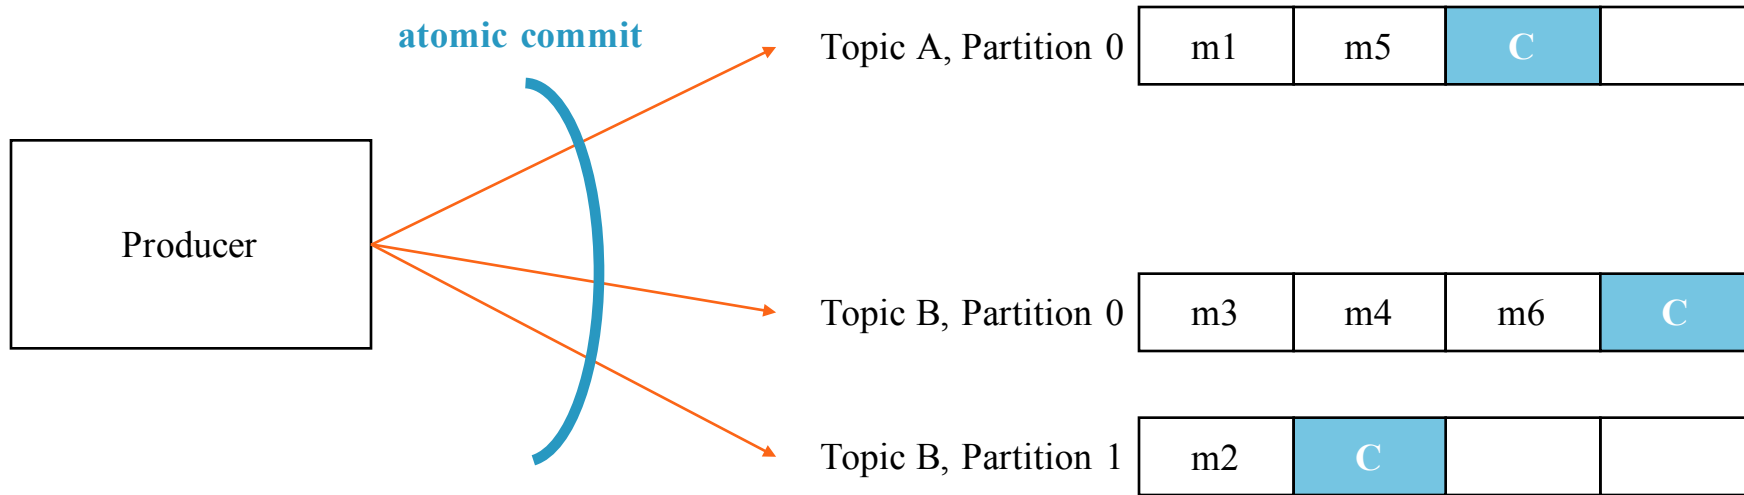 atomic commit
Producer
Topic A, Partition 0 m1 m5 C
Topic B, Partition 0 m3 m4 m6 C
Topic B, Partition 1 m2 C